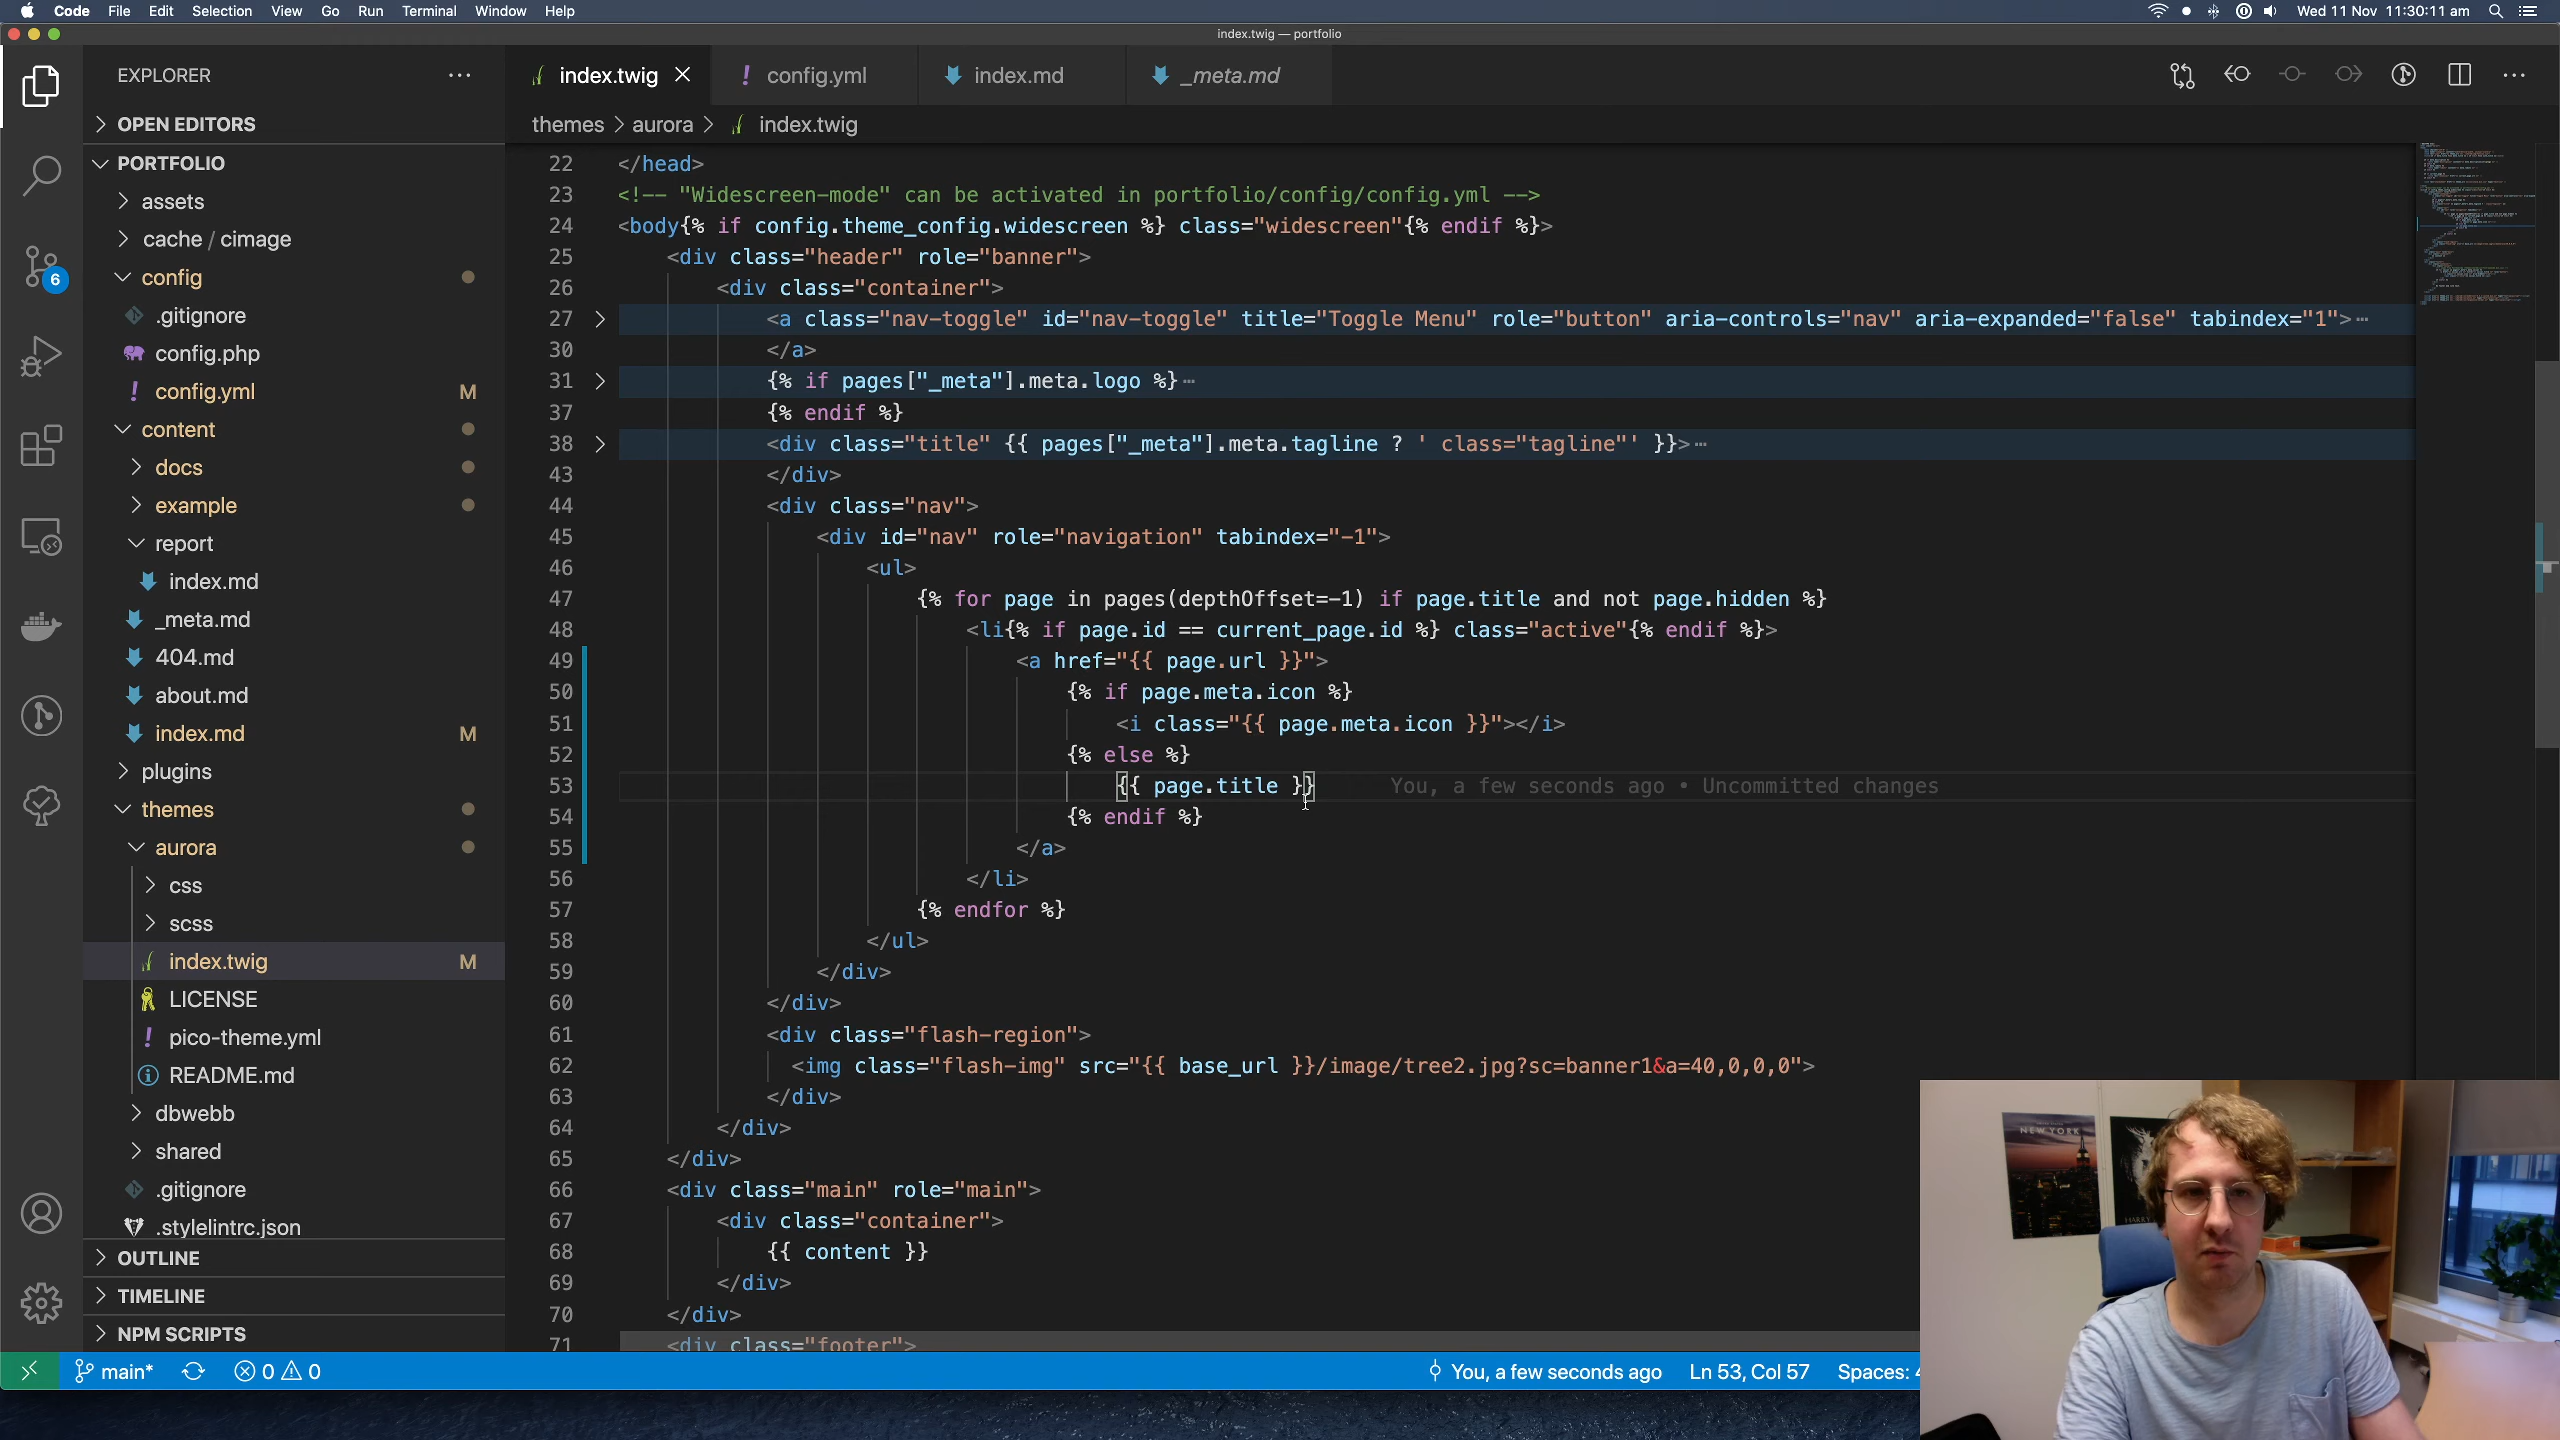 Code File Edit Selection View Go Run Terminal Window Help
Wed 11 Nov 11:30:11 am
index.twig — portfolio
EXPLORER
OPEN EDITORS
PORTFOLIO
assets
cache / cimage
config
.gitignore
config.php
config.yml M
content
docs
example
report
index.md
_meta.md
404.md
about.md
index.md M
plugins
themes
aurora
css
scss
index.twig M
LICENSE
pico-theme.yml
README.md
dbwebb
shared
.gitignore
.stylelintrc.json
OUTLINE
TIMELINE
NPM SCRIPTS
6
index.twig config.yml index.md _meta.md
themes > aurora > index.twig
22 </head>
23 <!-- "Widescreen-mode" can be activated in portfolio/config/config.yml -->
24 <body{% if config.theme_config.widescreen %} class="widescreen"{% endif %}>
25 <div class="header" role="banner">
26 <div class="container">
27 <a class="nav-toggle" id="nav-toggle" title="Toggle Menu" role="button" aria-controls="nav" aria-expanded="false" tabindex="1">…
30 </a>
31 {% if pages["_meta"].meta.logo %}…
37 {% endif %}
38 <div class="title" {{ pages["_meta"].meta.tagline ? ' class="tagline"' }}>…
43 </div>
44 <div class="nav">
45 <div id="nav" role="navigation" tabindex="-1">
46 <ul>
47 {% for page in pages(depthOffset=-1) if page.title and not page.hidden %}
48 <li{% if page.id == current_page.id %} class="active"{% endif %}>
49 <a href="{{ page.url }}">
50 {% if page.meta.icon %}
51 <i class="{{ page.meta.icon }}"></i>
52 {% else %}
53 {{ page.title }} You, a few seconds ago • Uncommitted changes
54 {% endif %}
55 </a>
56 </li>
57 {% endfor %}
58 </ul>
59 </div>
60 </div>
61 <div class="flash-region">
62 <img class="flash-img" src="{{ base_url }}/image/tree2.jpg?sc=banner1&a=40,0,0,0">
63 </div>
64 </div>
65 </div>
66 <div class="main" role="main">
67 <div class="container">
68 {{ content }}
69 </div>
70 </div>
71 <div class="footer">
main* 0 0
You, a few seconds ago Ln 53, Col 57 Spaces: 4
NEW YORK
HARRY